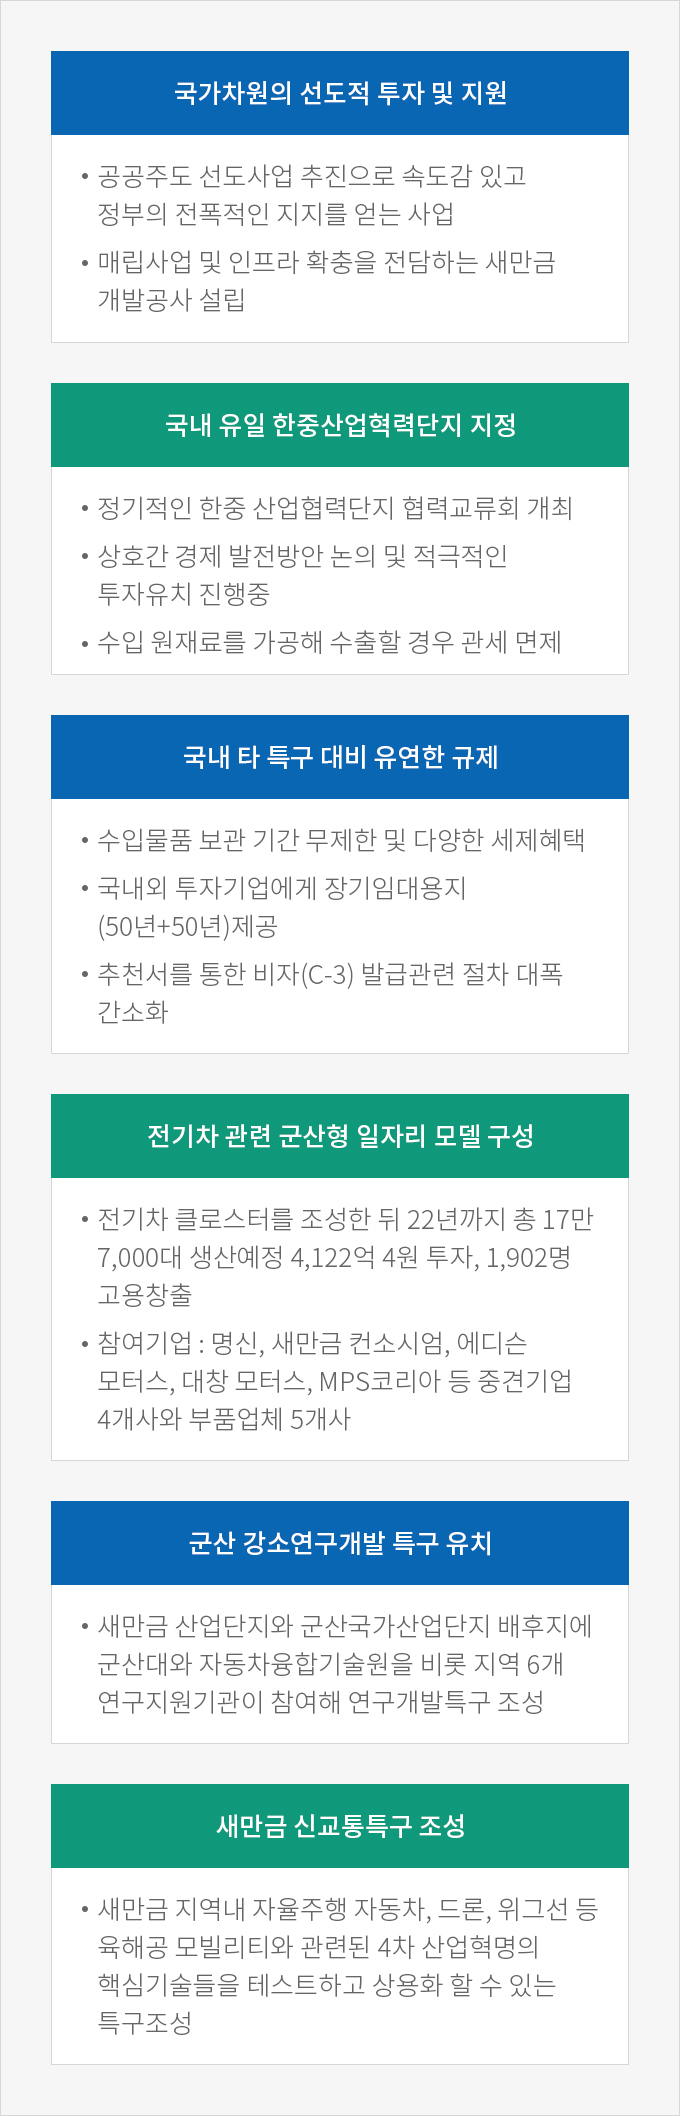 국가차원의 선도적 투자 및 지원
• 공공주도 선도사업 추진으로 속도감 있고
정부의 전폭적인 지지를 얻는 사업
• 매립사업 및 인프라 확충을 전담하는 새만금
개발공사 설립
국내 유일 한중산업혁력단지 지정
• 정기적인 한중 산업협력단지 협력교류회 개최
• 상호간 경제 발전방안 논의 및 적극적인
투자유치 진행중
• 수입 원재료를 가공해 수출할 경우 관세 면제
국내 타 특구 대비 유연한 규제
• 수입물품 보관 기간 무제한 및 다양한 세제혜택
• 국내외 투자기업에게 장기임대용지
(50년+50년)제공
• 추천서를 통한 비자(C-3) 발급관련 절차 대폭
간소화
전기차 관련 군산형 일자리 모델 구성
• 전기차 클로스터를 조성한 뒤 22년까지 총 17만
7,000대 생산예정 4,122억 4원 투자, 1,902명
고용창출
• 참여기업 : 명신, 새만금 컨소시엄, 에디슨
모터스, 대창 모터스, MPS코리아 등 중견기업
4개사와 부품업체 5개사
군산 강소연구개발 특구 유치
• 새만금 산업단지와 군산국가산업단지 배후지에
군산대와 자동차융합기술원을 비롯 지역 6개
연구지원기관이 참여해 연구개발특구 조성
새만금 신교통특구 조성
• 새만금 지역내 자율주행 자동차, 드론, 위그선 등
육해공 모빌리티와 관련된 4차 산업혁명의
핵심기술들을 테스트하고 상용화 할 수 있는
특구조성